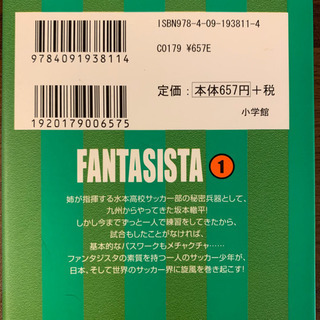 ISBN978-4-09-193811-4
C0179 ¥657E
9784091938114
定価：本体657円+税
1920179006575
小学館
FANTASISTA 1
姉が指揮する水本高校サッカー部の秘密兵器として、
九州からやってきた坂本轍平!
しかし今までずっと一人で練習をしてきたから、
試合もしたことがなければ、
基本的なパスワークもメチャクチャ……
ファンタジスタの素質を持つ一人のサッカー少年が、
日本、そして世界のサッカー界に旋風を巻き起こす!